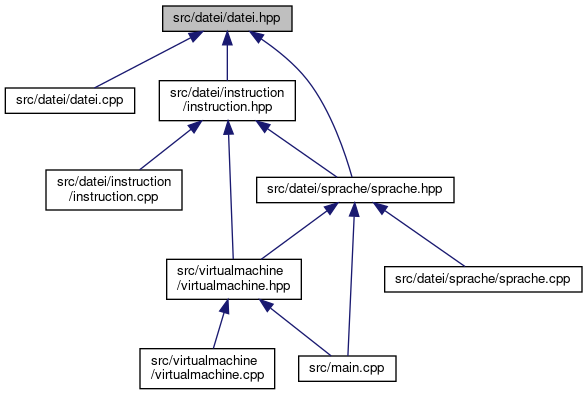 src/datei/datei.hpp
src/datei/datei.cpp
src/datei/instruction
/instruction.hpp
src/datei/instruction
/instruction.cpp
src/datei/sprache/sprache.hpp
src/virtualmachine
/virtualmachine.hpp
src/datei/sprache/sprache.cpp
src/virtualmachine
/virtualmachine.cpp
src/main.cpp